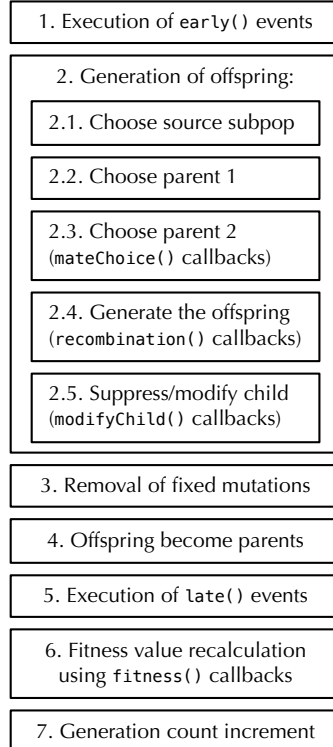 1. Execution of early() events
2. Generation of offspring:
2.1. Choose source subpop
2.2. Choose parent 1
2.3. Choose parent 2
(mateChoice() callbacks)
2.4. Generate the offspring
(recombination() callbacks)
2.5. Suppress/modify child
(modifyChild() callbacks)
3. Removal of fixed mutations
4. Offspring become parents
5. Execution of late() events
6. Fitness value recalculation
using fitness() callbacks
7. Generation count increment